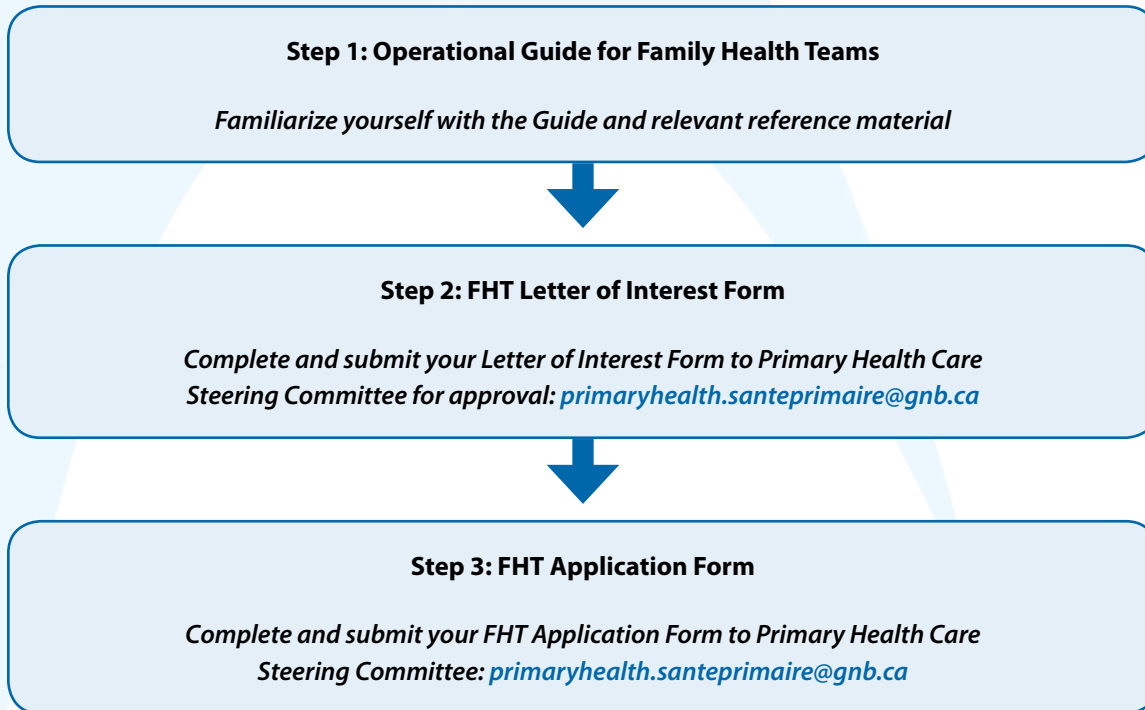 Step 1: Operational Guide for Family Health Teams
Familiarize yourself with the Guide and relevant reference material
Step 2: FHT Letter of Interest Form
Complete and submit your Letter of Interest Form to Primary Health Care
Steering Committee for approval: primaryhealth.santeprimaire@gnb.ca
Step 3: FHT Application Form
Complete and submit your FHT Application Form to Primary Health Care
Steering Committee: primaryhealth.santeprimaire@gnb.ca